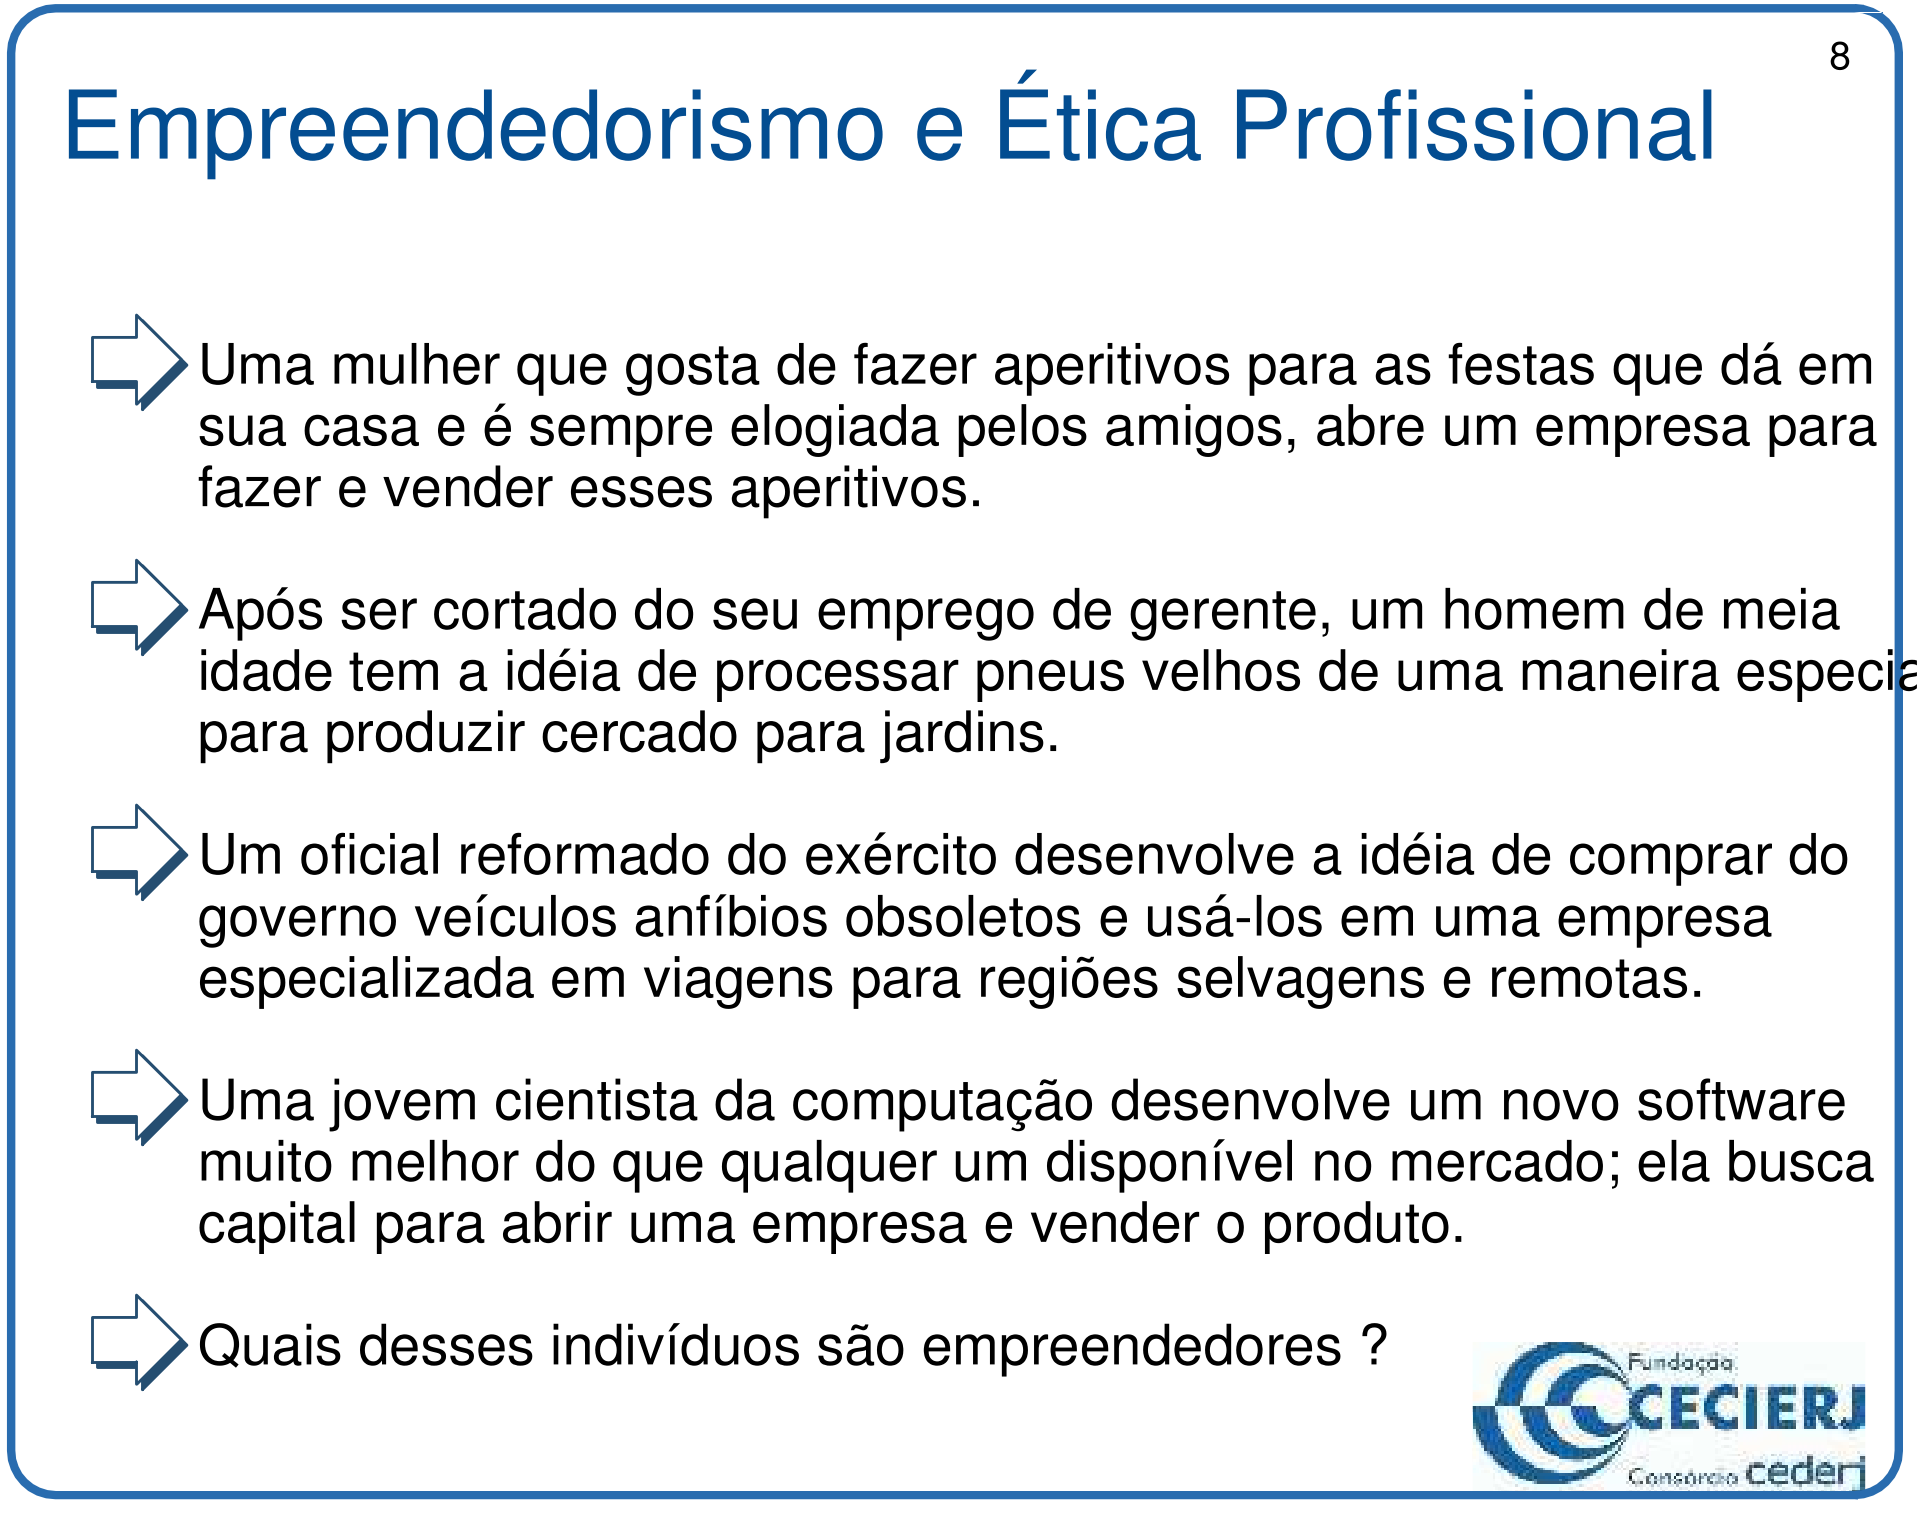 8
Empreendedorismo e Ética Profissional
Uma mulher que gosta de fazer aperitivos para as festas que dá em
sua casa e é sempre elogiada pelos amigos, abre um empresa para
fazer e vender esses aperitivos.
Após ser cortado do seu emprego de gerente, um homem de meia
idade tem a idéia de processar pneus velhos de uma maneira especia
para produzir cercado para jardins.
Um oficial reformado do exército desenvolve a idéia de comprar do
governo veículos anfíbios obsoletos e usá-los em uma empresa
especializada em viagens para regiões selvagens e remotas.
Uma jovem cientista da computação desenvolve um novo software
muito melhor do que qualquer um disponível no mercado; ela busca
capital para abrir uma empresa e vender o produto.
Quais desses indivíduos são empreendedores ?
Fundação
CECIERJ
Consórcio cederj